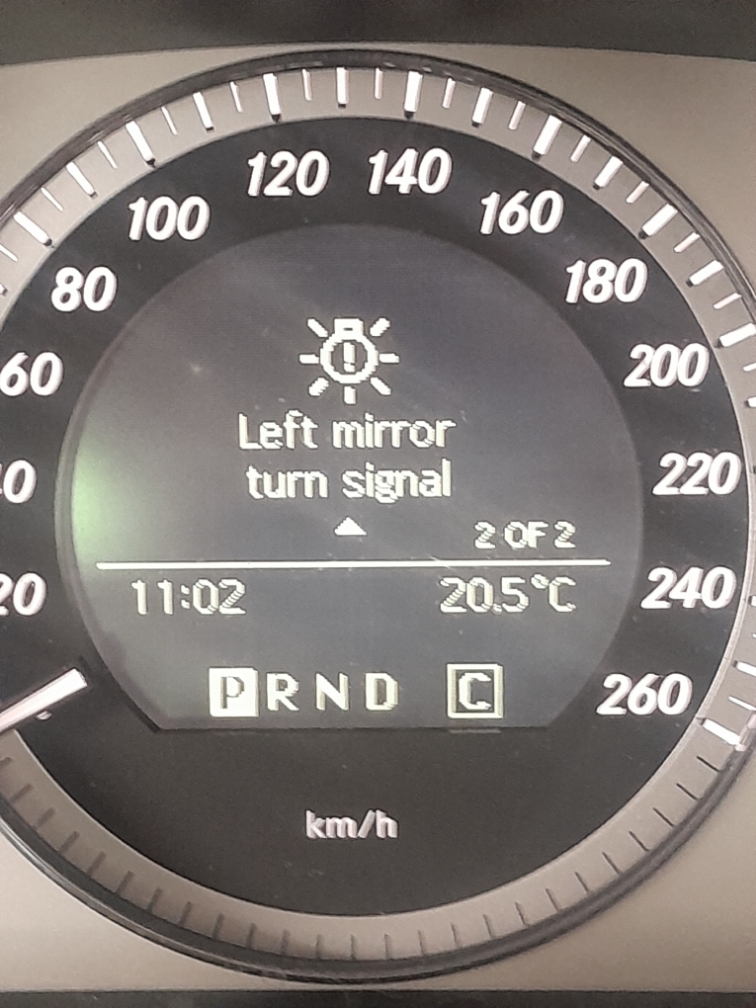 120 140
100 160
80 180
60 200
Left mirror
turn signal
220
2 OF 2
11:02 20.5°C
240
P R N D C
260
km/h